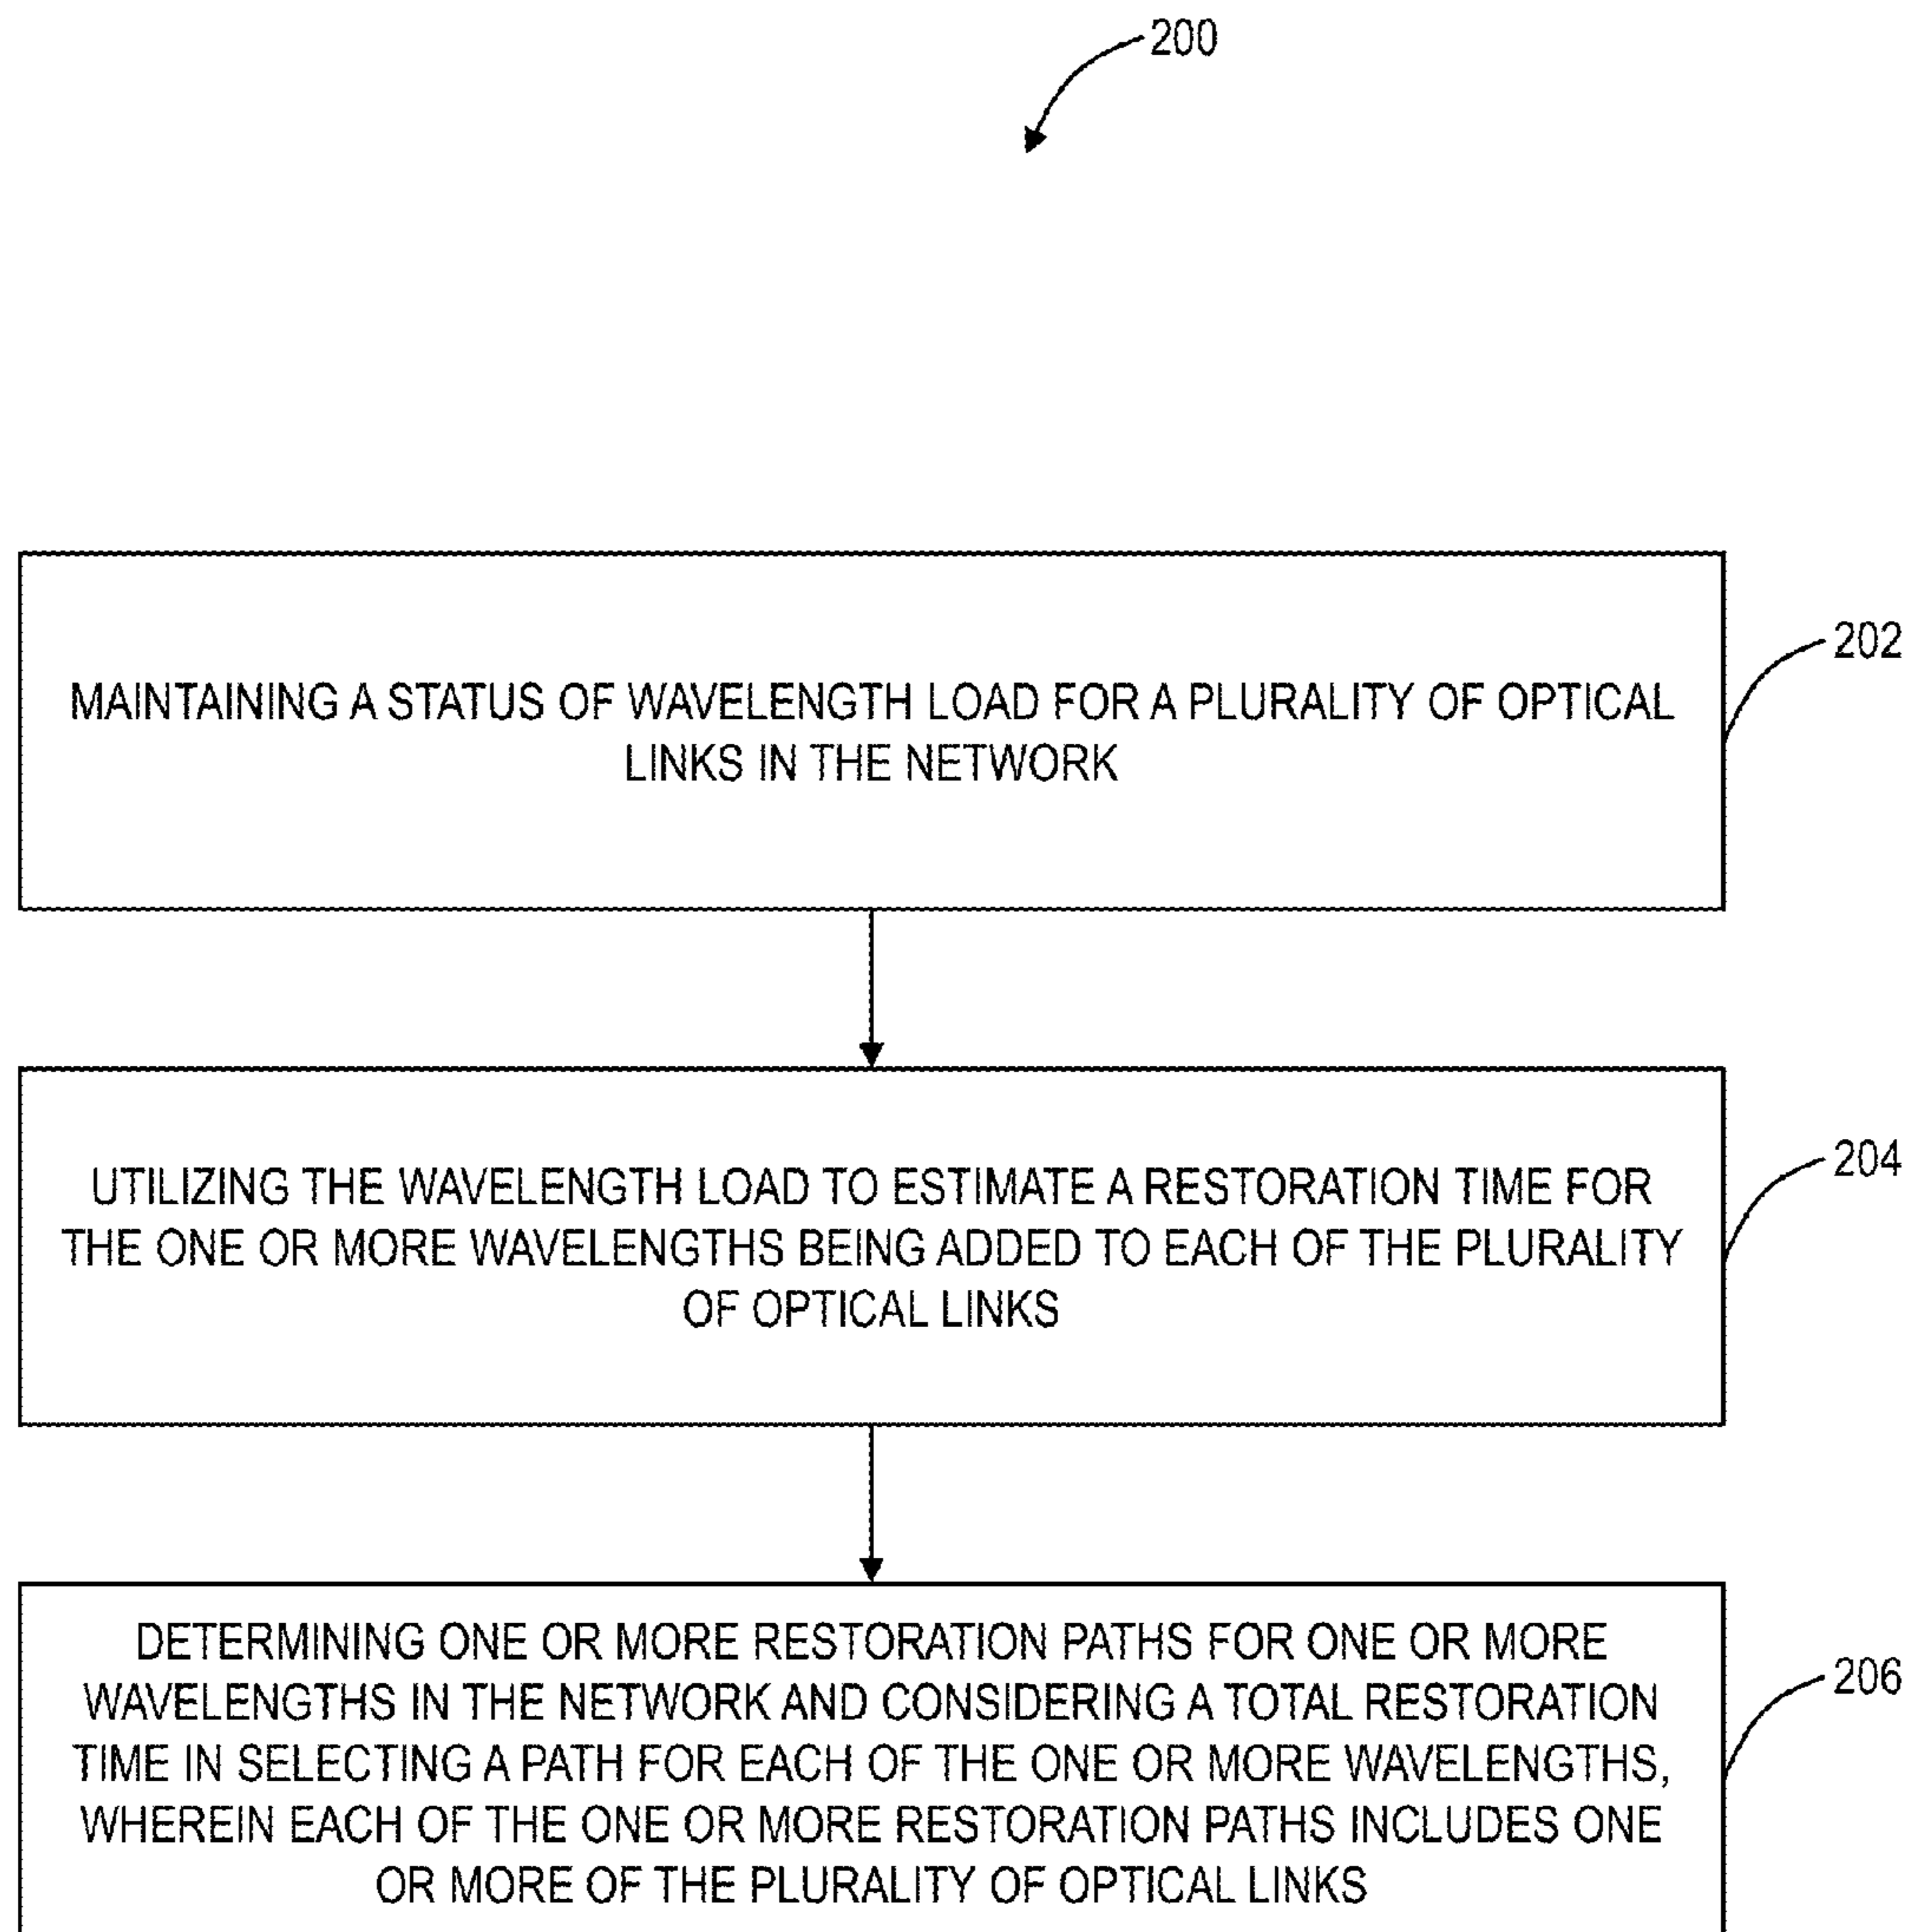 200
MAINTAINING A STATUS OF WAVELENGTH LOAD FOR A PLURALITY OF OPTICAL
LINKS IN THE NETWORK
202
UTILIZING THE WAVELENGTH LOAD TO ESTIMATE A RESTORATION TIME FOR
THE ONE OR MORE WAVELENGTHS BEING ADDED TO EACH OF THE PLURALITY
OF OPTICAL LINKS
204
DETERMINING ONE OR MORE RESTORATION PATHS FOR ONE OR MORE
WAVELENGTHS IN THE NETWORK AND CONSIDERING A TOTAL RESTORATION
TIME IN SELECTING A PATH FOR EACH OF THE ONE OR MORE WAVELENGTHS,
WHEREIN EACH OF THE ONE OR MORE RESTORATION PATHS INCLUDES ONE
OR MORE OF THE PLURALITY OF OPTICAL LINKS
206